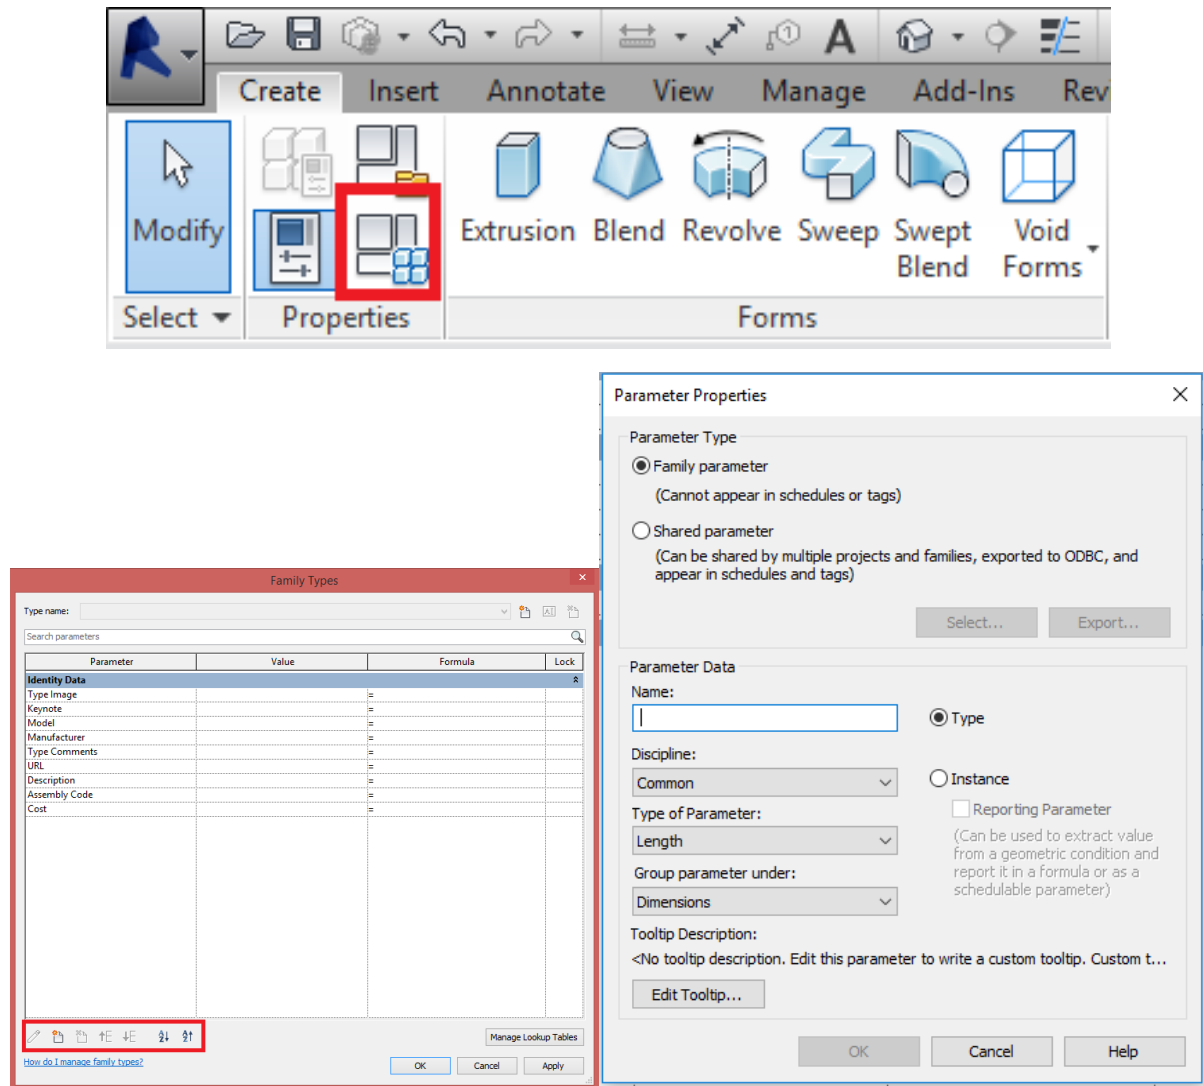 Create Insert Annotate View Manage Add-Ins Rev
Modify
Extrusion Blend Revolve Sweep Swept Blend Void Forms
Select Properties Forms
Parameter Properties
Parameter Type
Family parameter
(Cannot appear in schedules or tags)
Shared parameter
(Can be shared by multiple projects and families, exported to ODBC, and
appear in schedules and tags)
Select... Export...
Parameter Data
Name:
Type
Discipline:
Common
Instance
Reporting Parameter
(Can be used to extract value
from a geometric condition and
report it in a formula or as a
schedulable parameter)
Type of Parameter:
Length
Group parameter under:
Dimensions
Tooltip Description:
<No tooltip description. Edit this parameter to write a custom tooltip. Custom t...
Edit Tooltip...
OK Cancel Help
Family Types
Type name:
Search parameters
Parameter Value Formula Lock
Identity Data
Type Image =
Keynote =
Model =
Manufacturer =
Type Comments =
URL =
Description =
Assembly Code =
Cost =
Manage Lookup Tables
How do I manage family types?
OK Cancel Apply